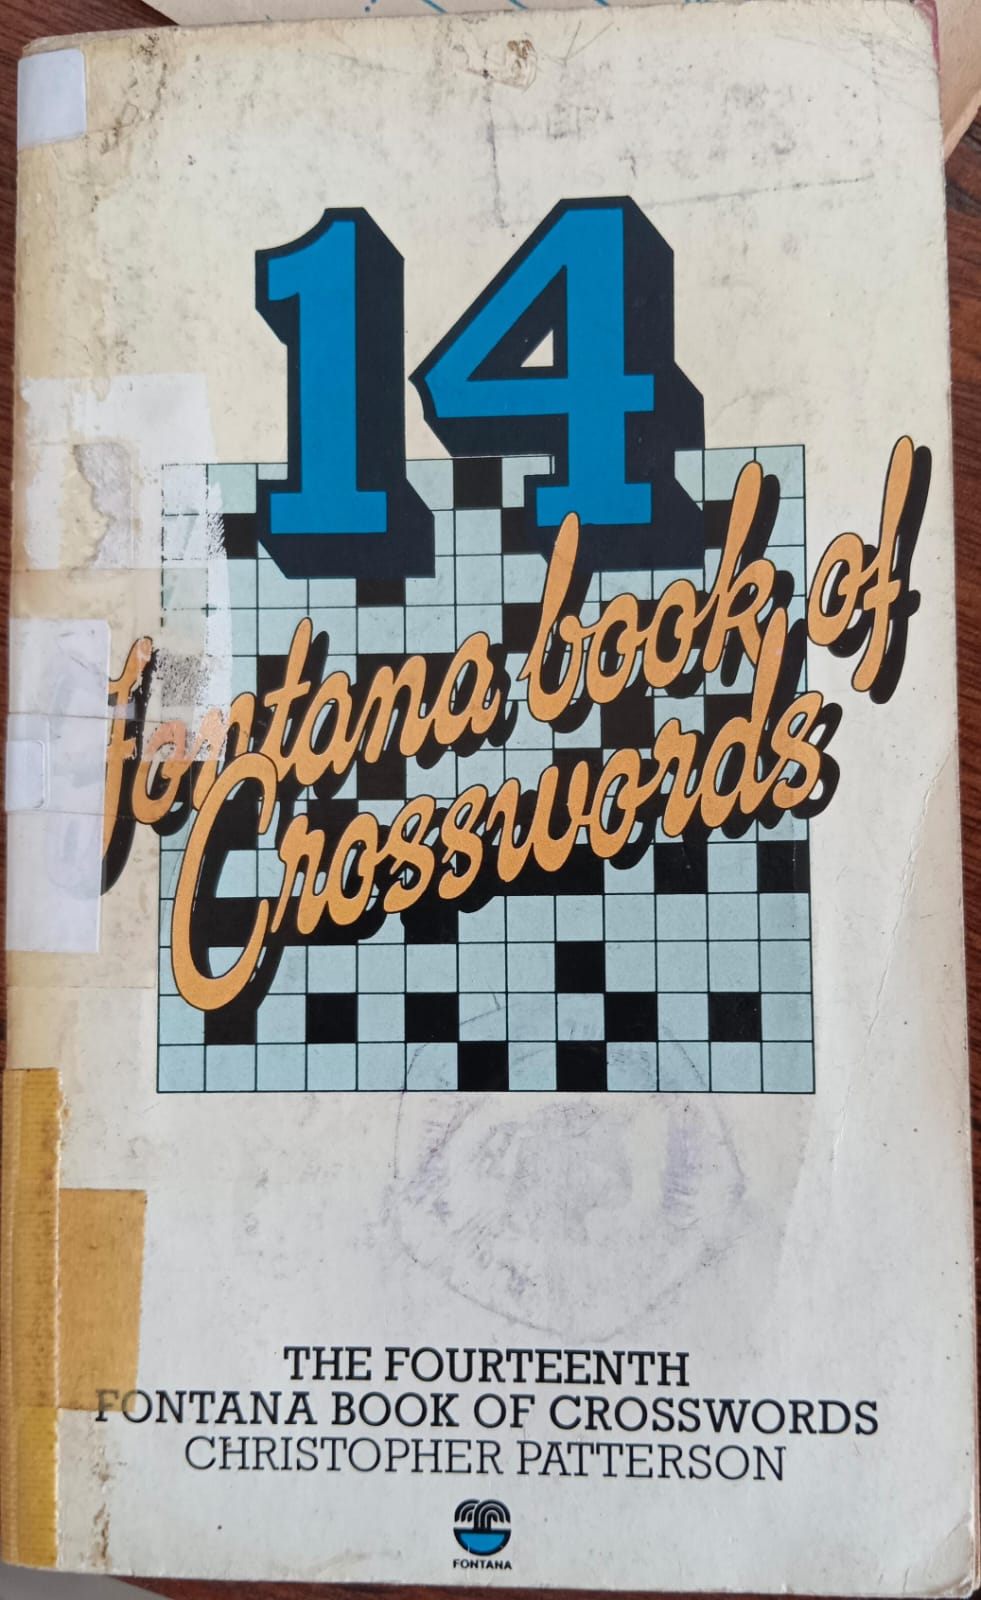 14
fontana book of
Crosswords
THE FOURTEENTH
FONTANA BOOK OF CROSSWORDS
CHRISTOPHER PATTERSON
FONTANA